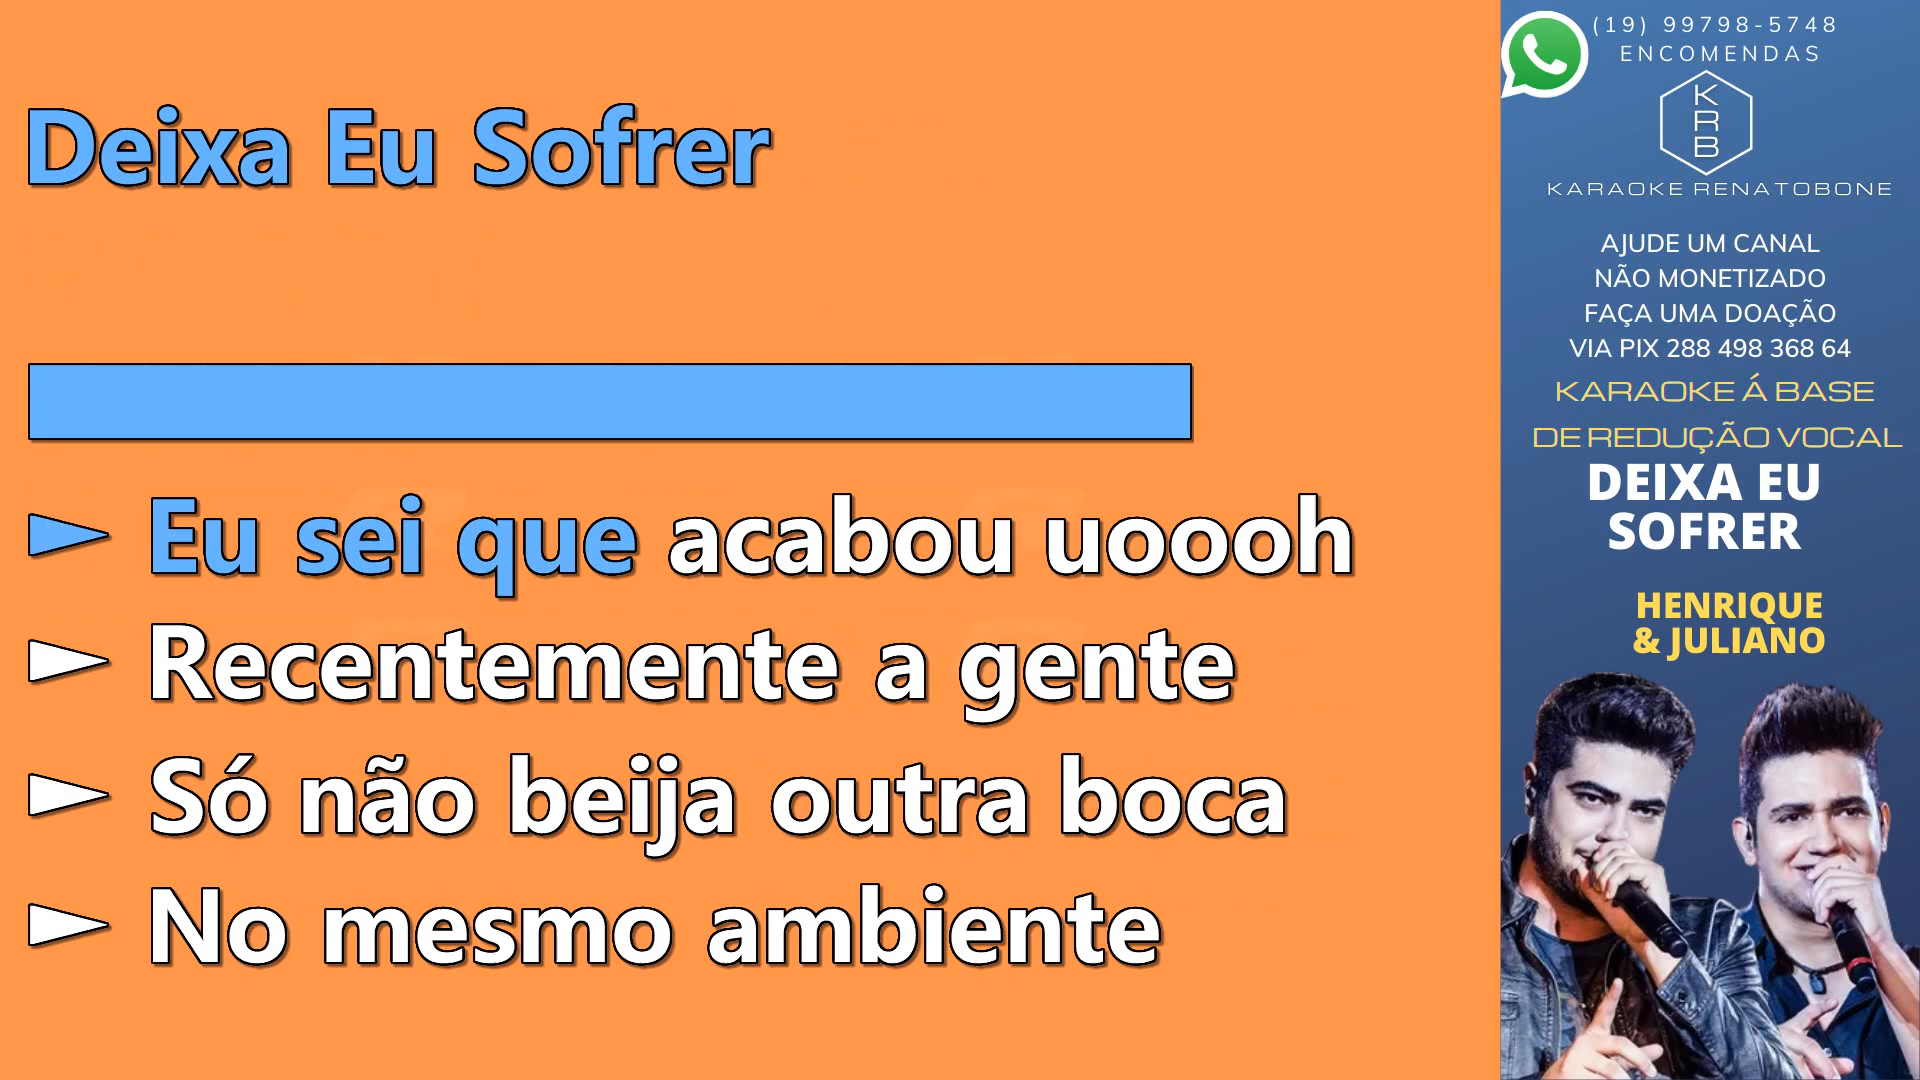 Deixa Eu Sofrer
Eu sei que acabou uoooh
Recentemente a gente
Só não beija outra boca
No mesmo ambiente
(19) 99798-5748
ENCOMENDAS
K
R
B
KARAOKE RENATOBONE
AJUDE UM CANAL
NÃO MONETIZADO
FAÇA UMA DOAÇÃO
VIA PIX 288 498 368 64
KARAOKE Á BASE
DE REDUÇÃO VOCAL
DEIXA EU
SOFRER
HENRIQUE
& JULIANO